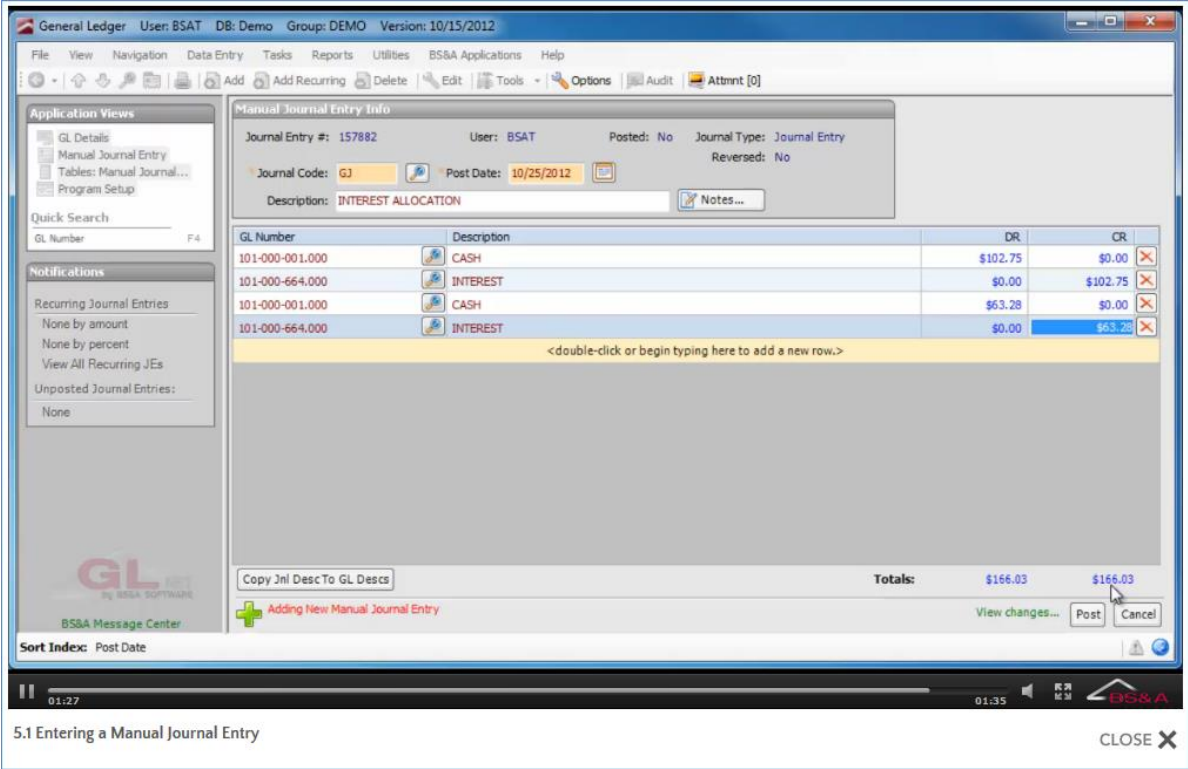 General Ledger User: BSAT DB: Demo Group: DEMO Version: 10/15/2012
File View Navigation Data Entry Tasks Reports Utilities BS&A Applications Help
Add Add Recurring Delete Edit Tools Options Audit Attmnt [0]
Application Views
GL Details
Manual Journal Entry
Tables: Manual Journal...
Program Setup
Quick Search
GL Number F4
Notifications
Recurring Journal Entries
None by amount
None by percent
View All Recurring JEs
Unposted Journal Entries:
None
GL .NET
by BS&A SOFTWARE
BS&A Message Center
Manual Journal Entry Info
Journal Entry #: 157882 User: BSAT Posted: No Journal Type: Journal Entry
Reversed: No
* Journal Code: GJ * Post Date: 10/25/2012
Description: INTEREST ALLOCATION Notes...
GL Number Description DR CR
101-000-001.000 CASH $102.75 $0.00
101-000-664.000 INTEREST $0.00 $102.75
101-000-001.000 CASH $63.28 $0.00
101-000-664.000 INTEREST $0.00 $63.28
<double-click or begin typing here to add a new row.>
Copy Jnl Desc To GL Descs Totals: $166.03 $166.03
Adding New Manual Journal Entry View changes... Post Cancel
Sort Index: Post Date
01:27 01:35 BS&A
5.1 Entering a Manual Journal Entry CLOSE